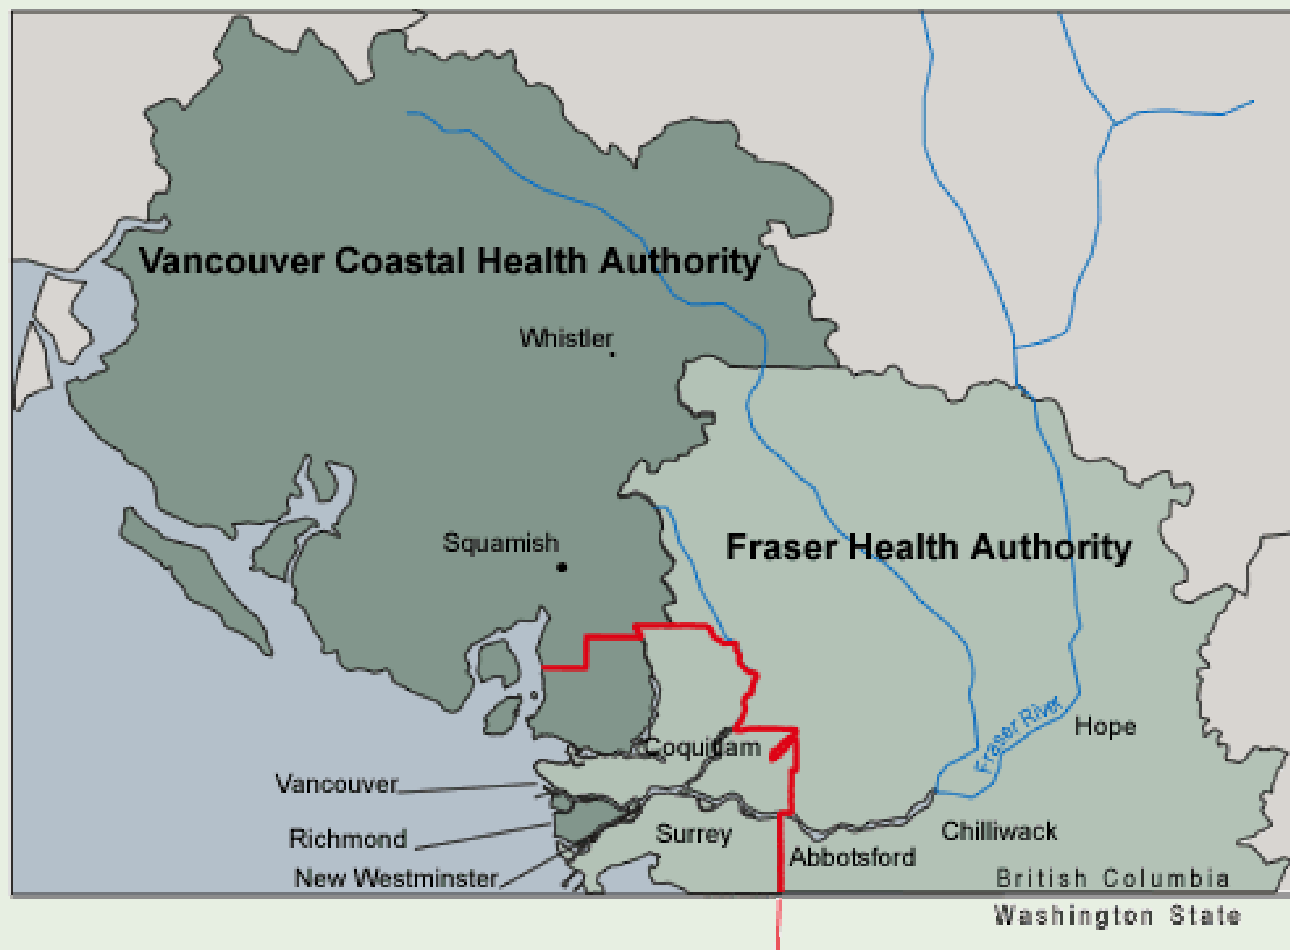 Vancouver Coastal Health Authority
Whistler
Squamish
Fraser Health Authority
Fraser River
Hope
Coquitlam
Vancouver
Richmond
Surrey
Chilliwack
Abbotsford
New Westminster
British Columbia
Washington State